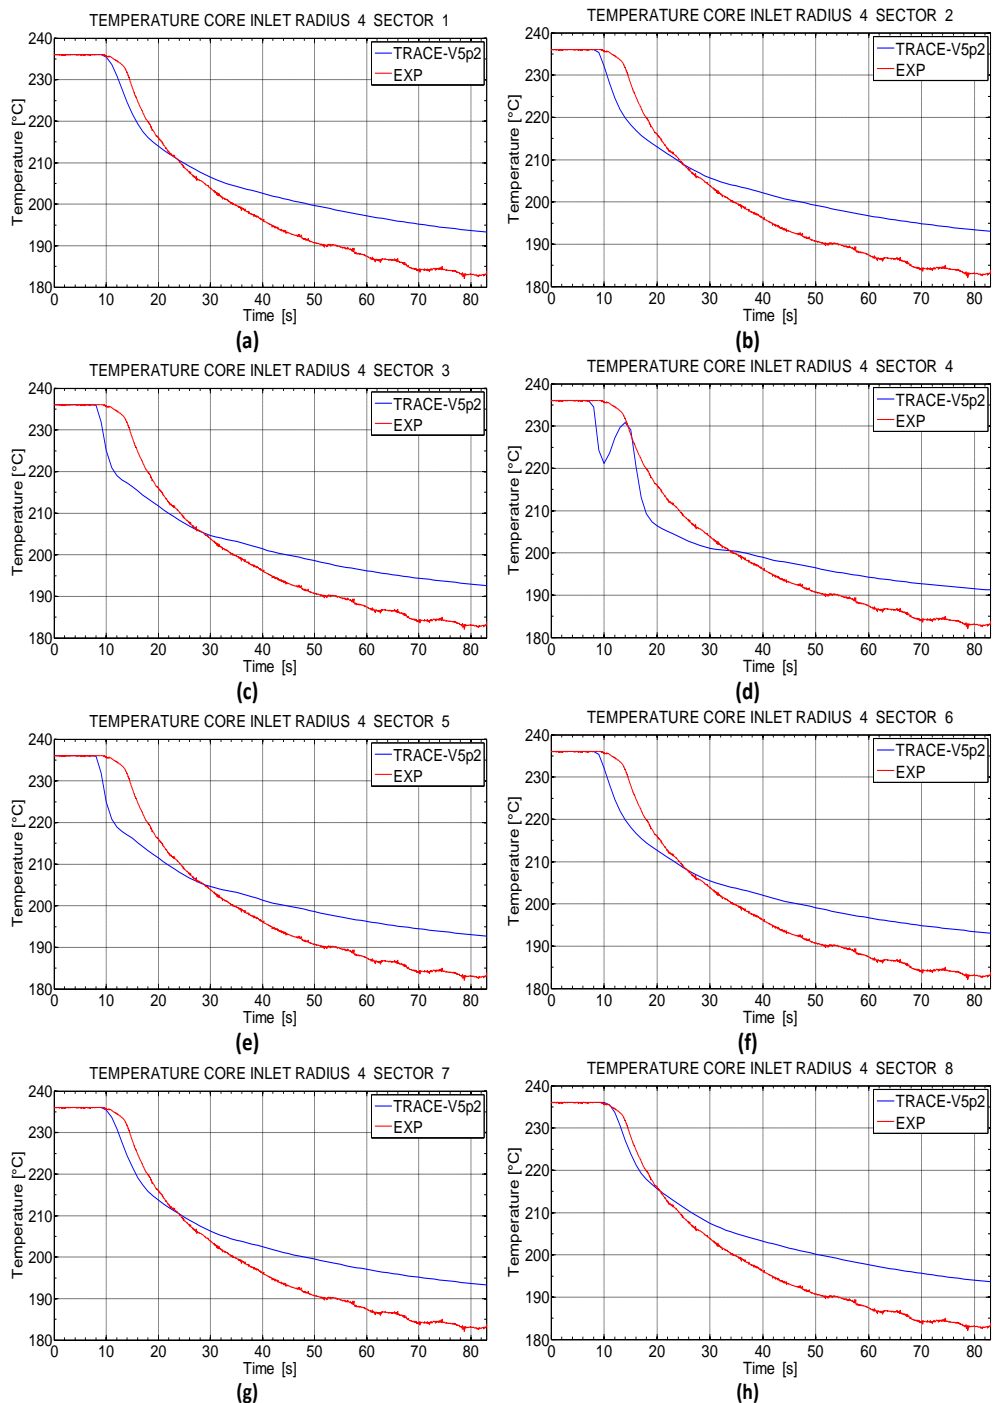 TEMPERATURE CORE INLET RADIUS 4 SECTOR 1
240
230
220
210
200
190
180
Temperature [°C]
TRACE-V5p2
EXP
0 10 20 30 40 50 60 70 80
Time [s]
(a)
TEMPERATURE CORE INLET RADIUS 4 SECTOR 2
240
230
220
210
200
190
180
Temperature [°C]
TRACE-V5p2
EXP
0 10 20 30 40 50 60 70 80
Time [s]
(b)
TEMPERATURE CORE INLET RADIUS 4 SECTOR 3
240
230
220
210
200
190
180
Temperature [°C]
TRACE-V5p2
EXP
0 10 20 30 40 50 60 70 80
Time [s]
(c)
TEMPERATURE CORE INLET RADIUS 4 SECTOR 4
240
230
220
210
200
190
180
Temperature [°C]
TRACE-V5p2
EXP
0 10 20 30 40 50 60 70 80
Time [s]
(d)
TEMPERATURE CORE INLET RADIUS 4 SECTOR 5
240
230
220
210
200
190
180
Temperature [°C]
TRACE-V5p2
EXP
0 10 20 30 40 50 60 70 80
Time [s]
(e)
TEMPERATURE CORE INLET RADIUS 4 SECTOR 6
240
230
220
210
200
190
180
Temperature [°C]
TRACE-V5p2
EXP
0 10 20 30 40 50 60 70 80
Time [s]
(f)
TEMPERATURE CORE INLET RADIUS 4 SECTOR 7
240
230
220
210
200
190
180
Temperature [°C]
TRACE-V5p2
EXP
0 10 20 30 40 50 60 70 80
Time [s]
(g)
TEMPERATURE CORE INLET RADIUS 4 SECTOR 8
240
230
220
210
200
190
180
Temperature [°C]
TRACE-V5p2
EXP
0 10 20 30 40 50 60 70 80
Time [s]
(h)